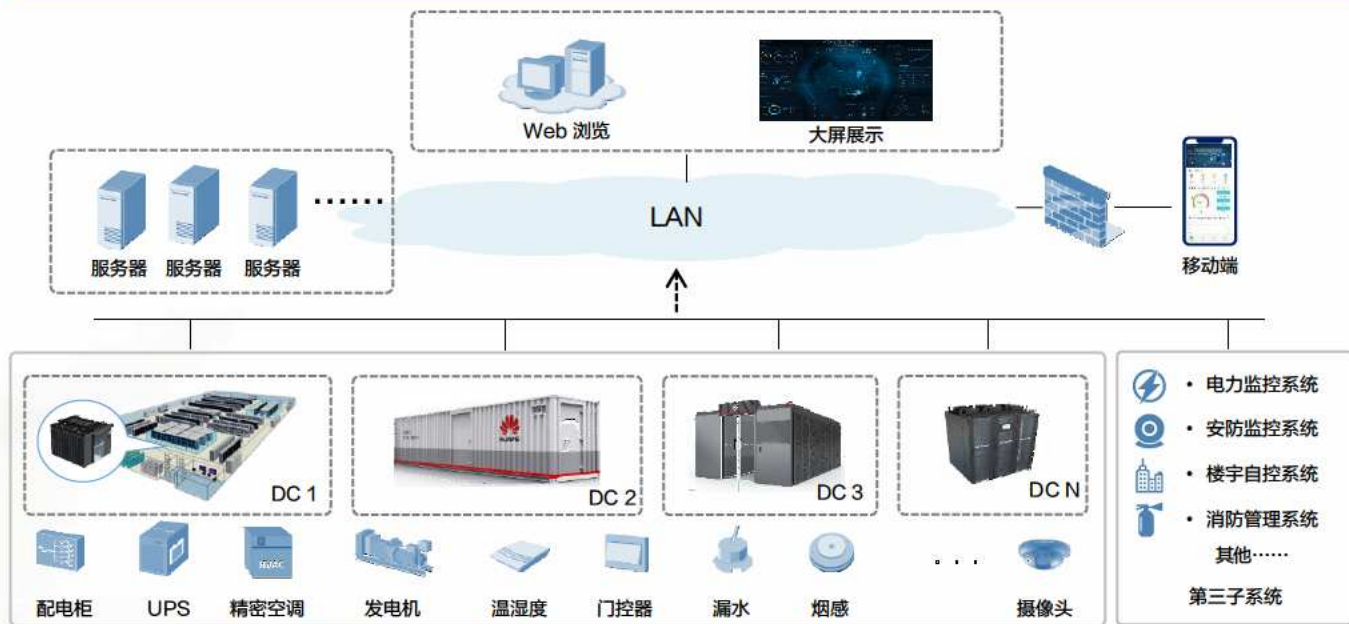 Web 浏览
大屏展示
服务器
服务器
服务器
······
LAN
移动端
DC 1
HUAWEI
DC 2
DC 3
DC N
配电柜
UPS
HVAC
精密空调
发电机
温湿度
门控器
漏水
烟感
· · ·
摄像头
• 电力监控系统
• 安防监控系统
• 楼宇自控系统
• 消防管理系统
其他……
第三子系统